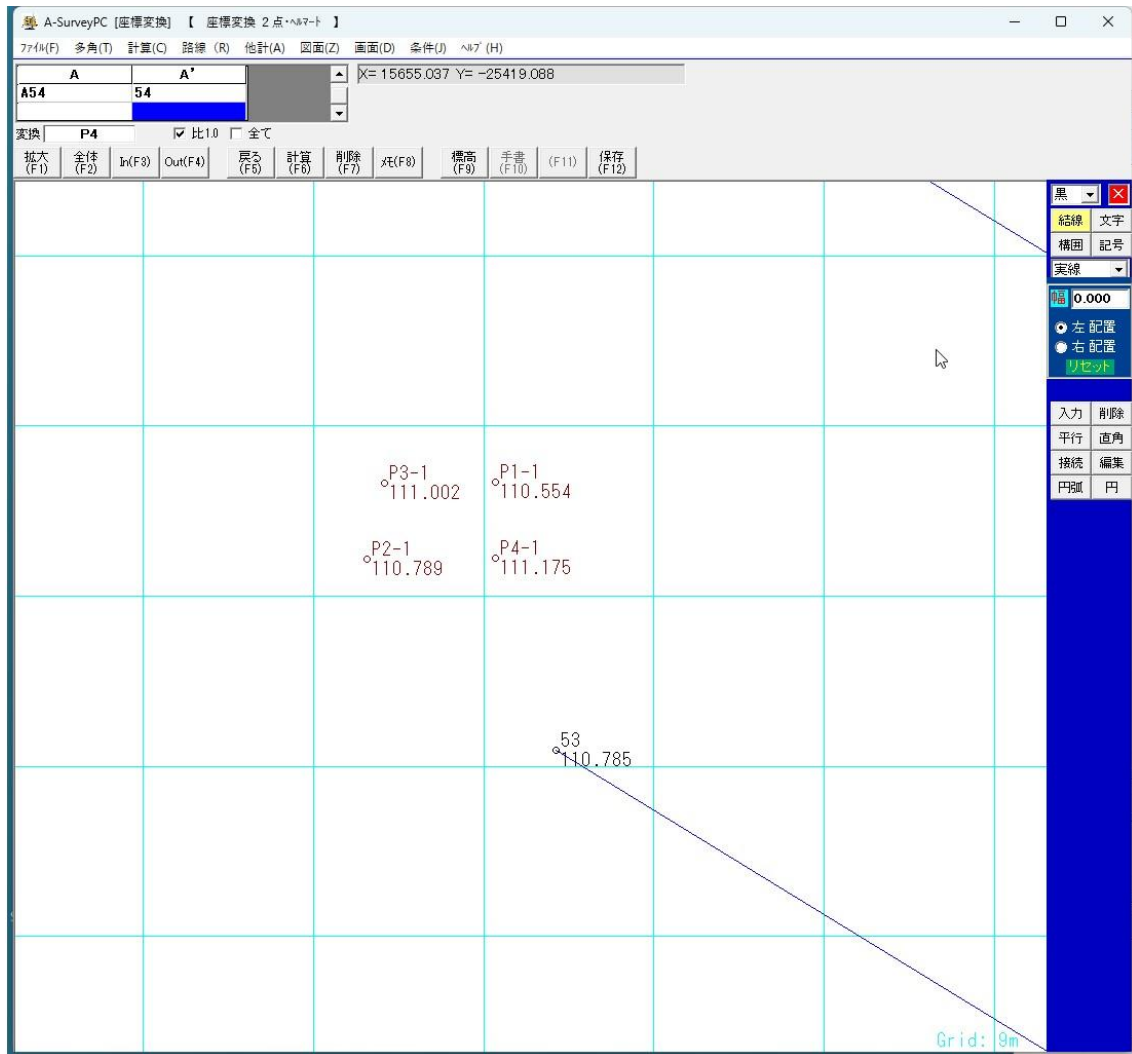 A-SurveyPC [座標変換] 【 座標変換 2点・ヘルマート 】
ファイル(F) 多角(T) 計算(C) 路線 (R) 他計(A) 図面(Z) 画面(D) 条件(J) ヘルプ(H)
A A'
X= 15655.037 Y= -25419.088
A54 54
変換 P4 比1.0 全て
拡大(F1) 全体(F2) In(F3) Out(F4) 戻る(F5) 計算(F6) 削除(F7) メモ(F8) 標高(F9) 手書(F10) (F11) 保存(F12)
黒
結線 文字
構囲 記号
実線
幅 0.000
左 配置
右 配置
リセット
入力 削除
平行 直角
接続 編集
円弧 円
P3-1
111.002
P1-1
110.554
P2-1
110.789
P4-1
111.175
53
110.785
Grid: 9m